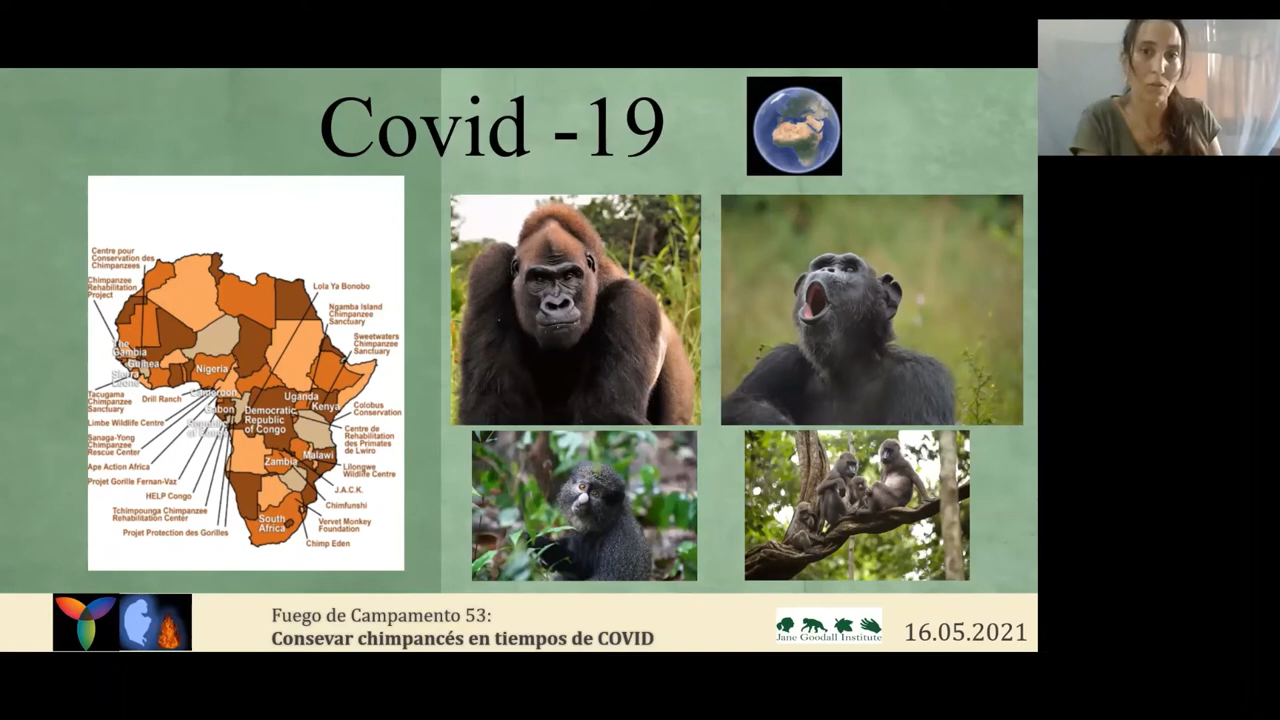 Covid -19
Centre pour
Conservation des
Chimpanzees
Chimpanzee
Rehabilitation
Project
The
Gambia
Guinea
Sierra
Leone
Tacugama
Chimpanzee
Sanctuary
Drill Ranch
Limbe Wildlife Centre
Sanaga-Yong
Chimpanzee
Rescue Center
Ape Action Africa
Projet Gorille Fernan-Vaz
HELP Congo
Tchimpounga Chimpanzee
Rehabilitation Center
Projet Protection des Gorilles
Nigeria
Cameroon
Gabon
Democratic
Republic
of Congo
Uganda
Kenya
Zambia
Malawi
South
Africa
Lola Ya Bonobo
Ngamba Island
Chimpanzee
Sanctuary
Sweetwaters
Chimpanzee
Sanctuary
Colobus
Conservation
Centre de
Rehabilitation
des Primates
de Lwiro
Lilongwe
Wildlife Centre
J.A.C.K.
Chimfunshi
Vervet Monkey
Foundation
Chimp Eden
Fuego de Campamento 53:
Consevar chimpancés en tiempos de COVID
Jane Goodall Institute
16.05.2021